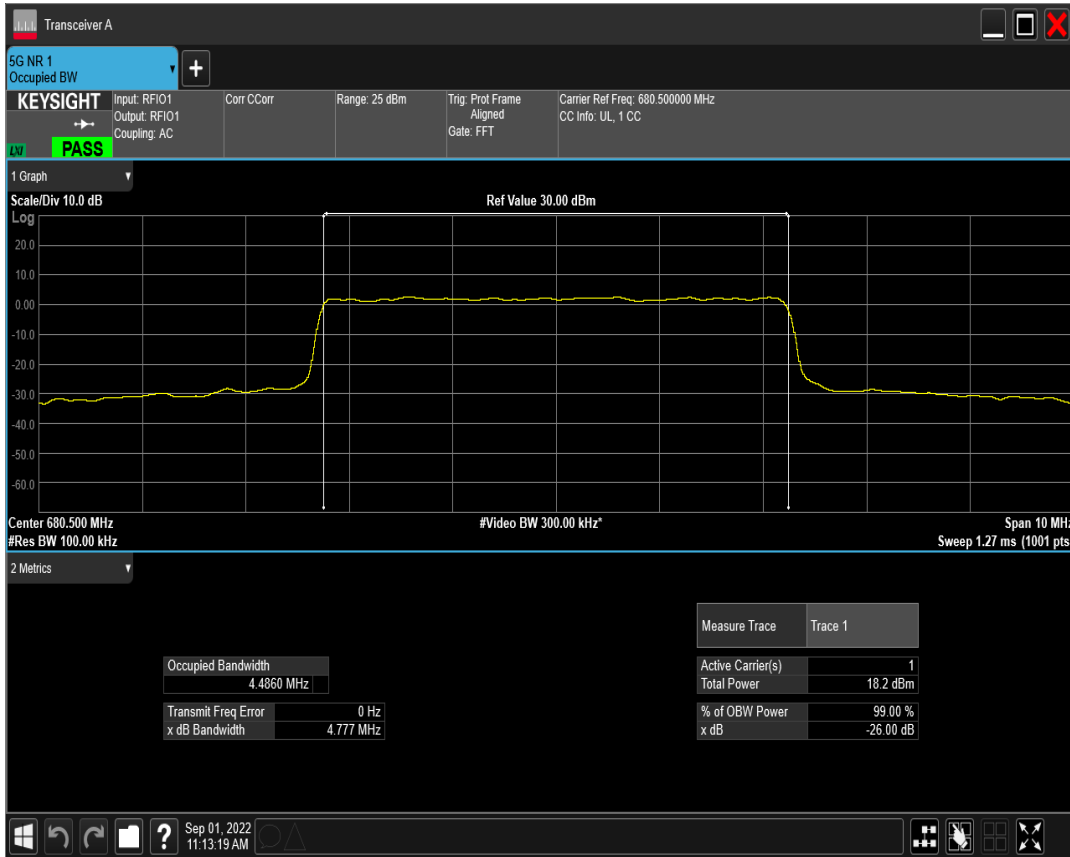 Transceiver A
5G NR 1
Occupied BW
KEYSIGHT
LXI
PASS
Input: RFIO1
Output: RFIO1
Coupling: AC
Corr CCorr
Range: 25 dBm
Trig: Prot Frame
Aligned
Gate: FFT
Carrier Ref Freq: 680.500000 MHz
CC Info: UL, 1 CC
1 Graph
Scale/Div 10.0 dB
Ref Value 30.00 dBm
Log
20.0
10.0
0.00
-10.0
-20.0
-30.0
-40.0
-50.0
-60.0
Center 680.500 MHz
#Video BW 300.00 kHz*
Span 10 MHz
#Res BW 100.00 kHz
Sweep 1.27 ms (1001 pts
2 Metrics
Measure Trace Trace 1
Occupied Bandwidth
4.4860 MHz
Active Carrier(s) 1
Total Power 18.2 dBm
Transmit Freq Error 0 Hz
x dB Bandwidth 4.777 MHz
% of OBW Power 99.00 %
x dB -26.00 dB
?
Sep 01, 2022
11:13:19 AM